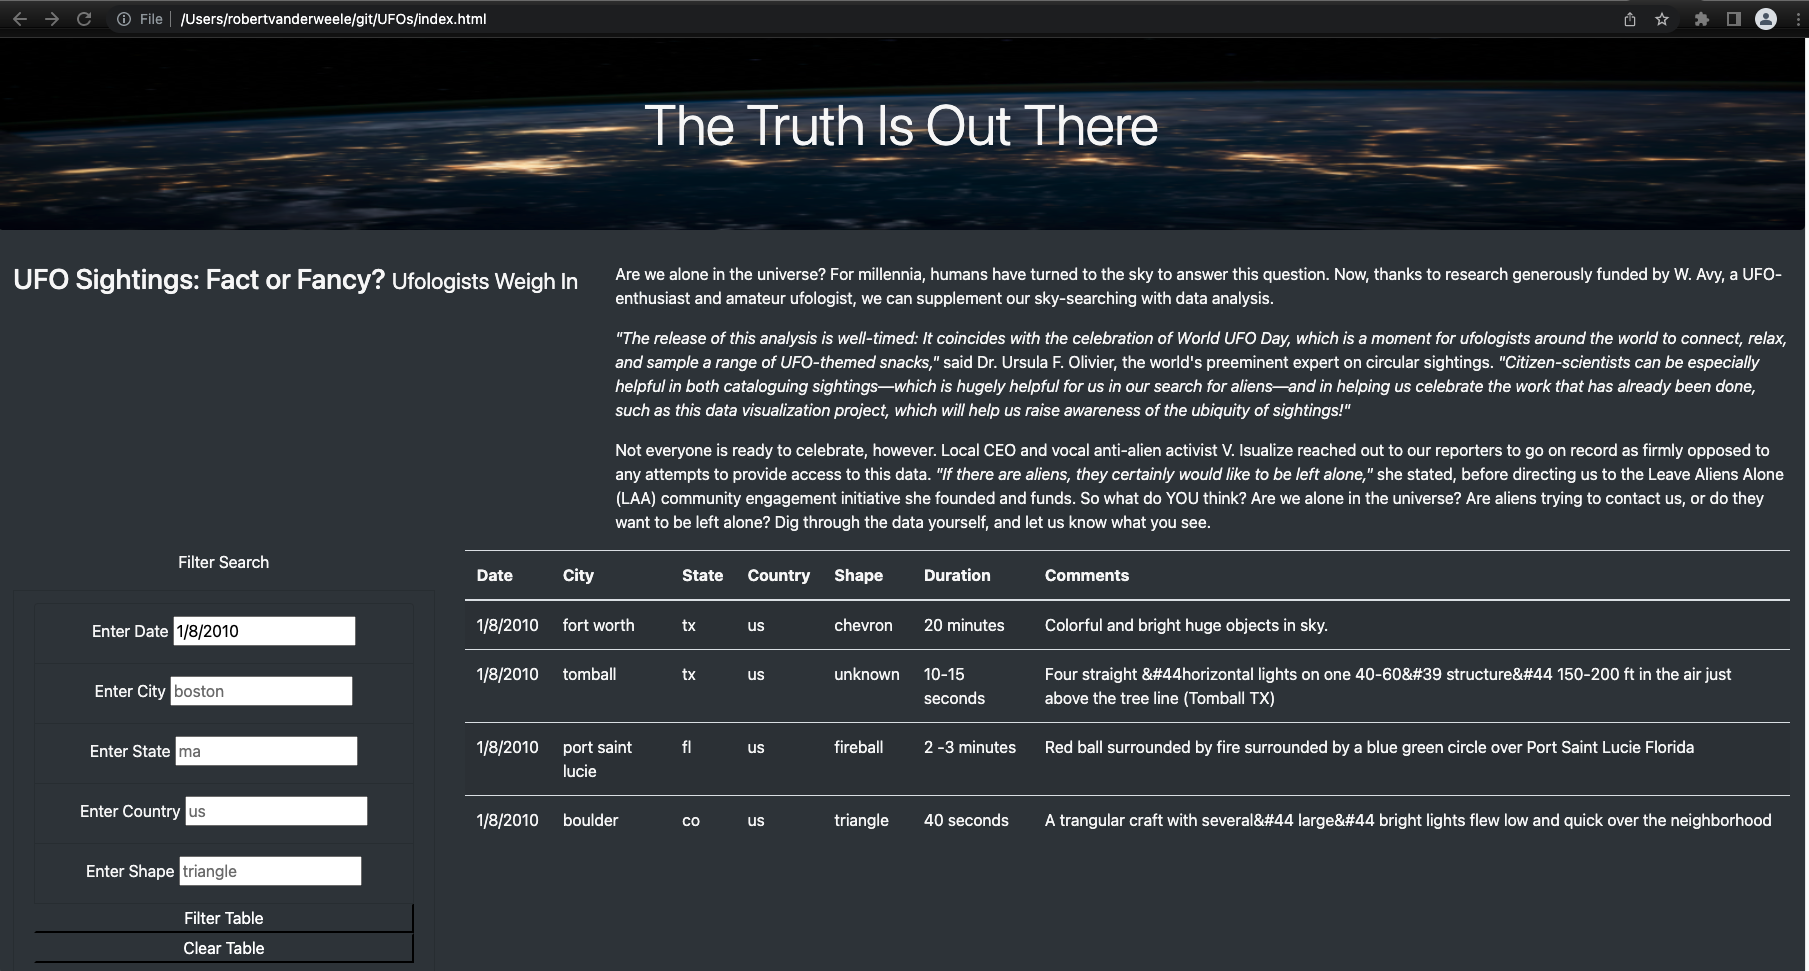 File | /Users/robertvanderweele/git/UFOs/index.html
The Truth Is Out There
UFO Sightings: Fact or Fancy? Ufologists Weigh In
Are we alone in the universe? For millennia, humans have turned to the sky to answer this question. Now, thanks to research generously funded by W. Avy, a UFO-
enthusiast and amateur ufologist, we can supplement our sky-searching with data analysis.
"The release of this analysis is well-timed: It coincides with the celebration of World UFO Day, which is a moment for ufologists around the world to connect, relax,
and sample a range of UFO-themed snacks," said Dr. Ursula F. Olivier, the world's preeminent expert on circular sightings. "Citizen-scientists can be especially
helpful in both cataloguing sightings—which is hugely helpful for us in our search for aliens—and in helping us celebrate the work that has already been done,
such as this data visualization project, which will help us raise awareness of the ubiquity of sightings!"
Not everyone is ready to celebrate, however. Local CEO and vocal anti-alien activist V. Isualize reached out to our reporters to go on record as firmly opposed to
any attempts to provide access to this data. "If there are aliens, they certainly would like to be left alone," she stated, before directing us to the Leave Aliens Alone
(LAA) community engagement initiative she founded and funds. So what do YOU think? Are we alone in the universe? Are aliens trying to contact us, or do they
want to be left alone? Dig through the data yourself, and let us know what you see.
Filter Search
Enter Date 1/8/2010
Enter City boston
Enter State ma
Enter Country us
Enter Shape triangle
Filter Table
Clear Table
Date City State Country Shape Duration Comments
1/8/2010 fort worth tx us chevron 20 minutes Colorful and bright huge objects in sky.
1/8/2010 tomball tx us unknown 10-15 Four straight &#44horizontal lights on one 40-60&#39 structure&#44 150-200 ft in the air just
seconds above the tree line (Tomball TX)
1/8/2010 port saint fl us fireball 2 -3 minutes Red ball surrounded by fire surrounded by a blue green circle over Port Saint Lucie Florida
lucie
1/8/2010 boulder co us triangle 40 seconds A trangular craft with several&#44 large&#44 bright lights flew low and quick over the neighborhood